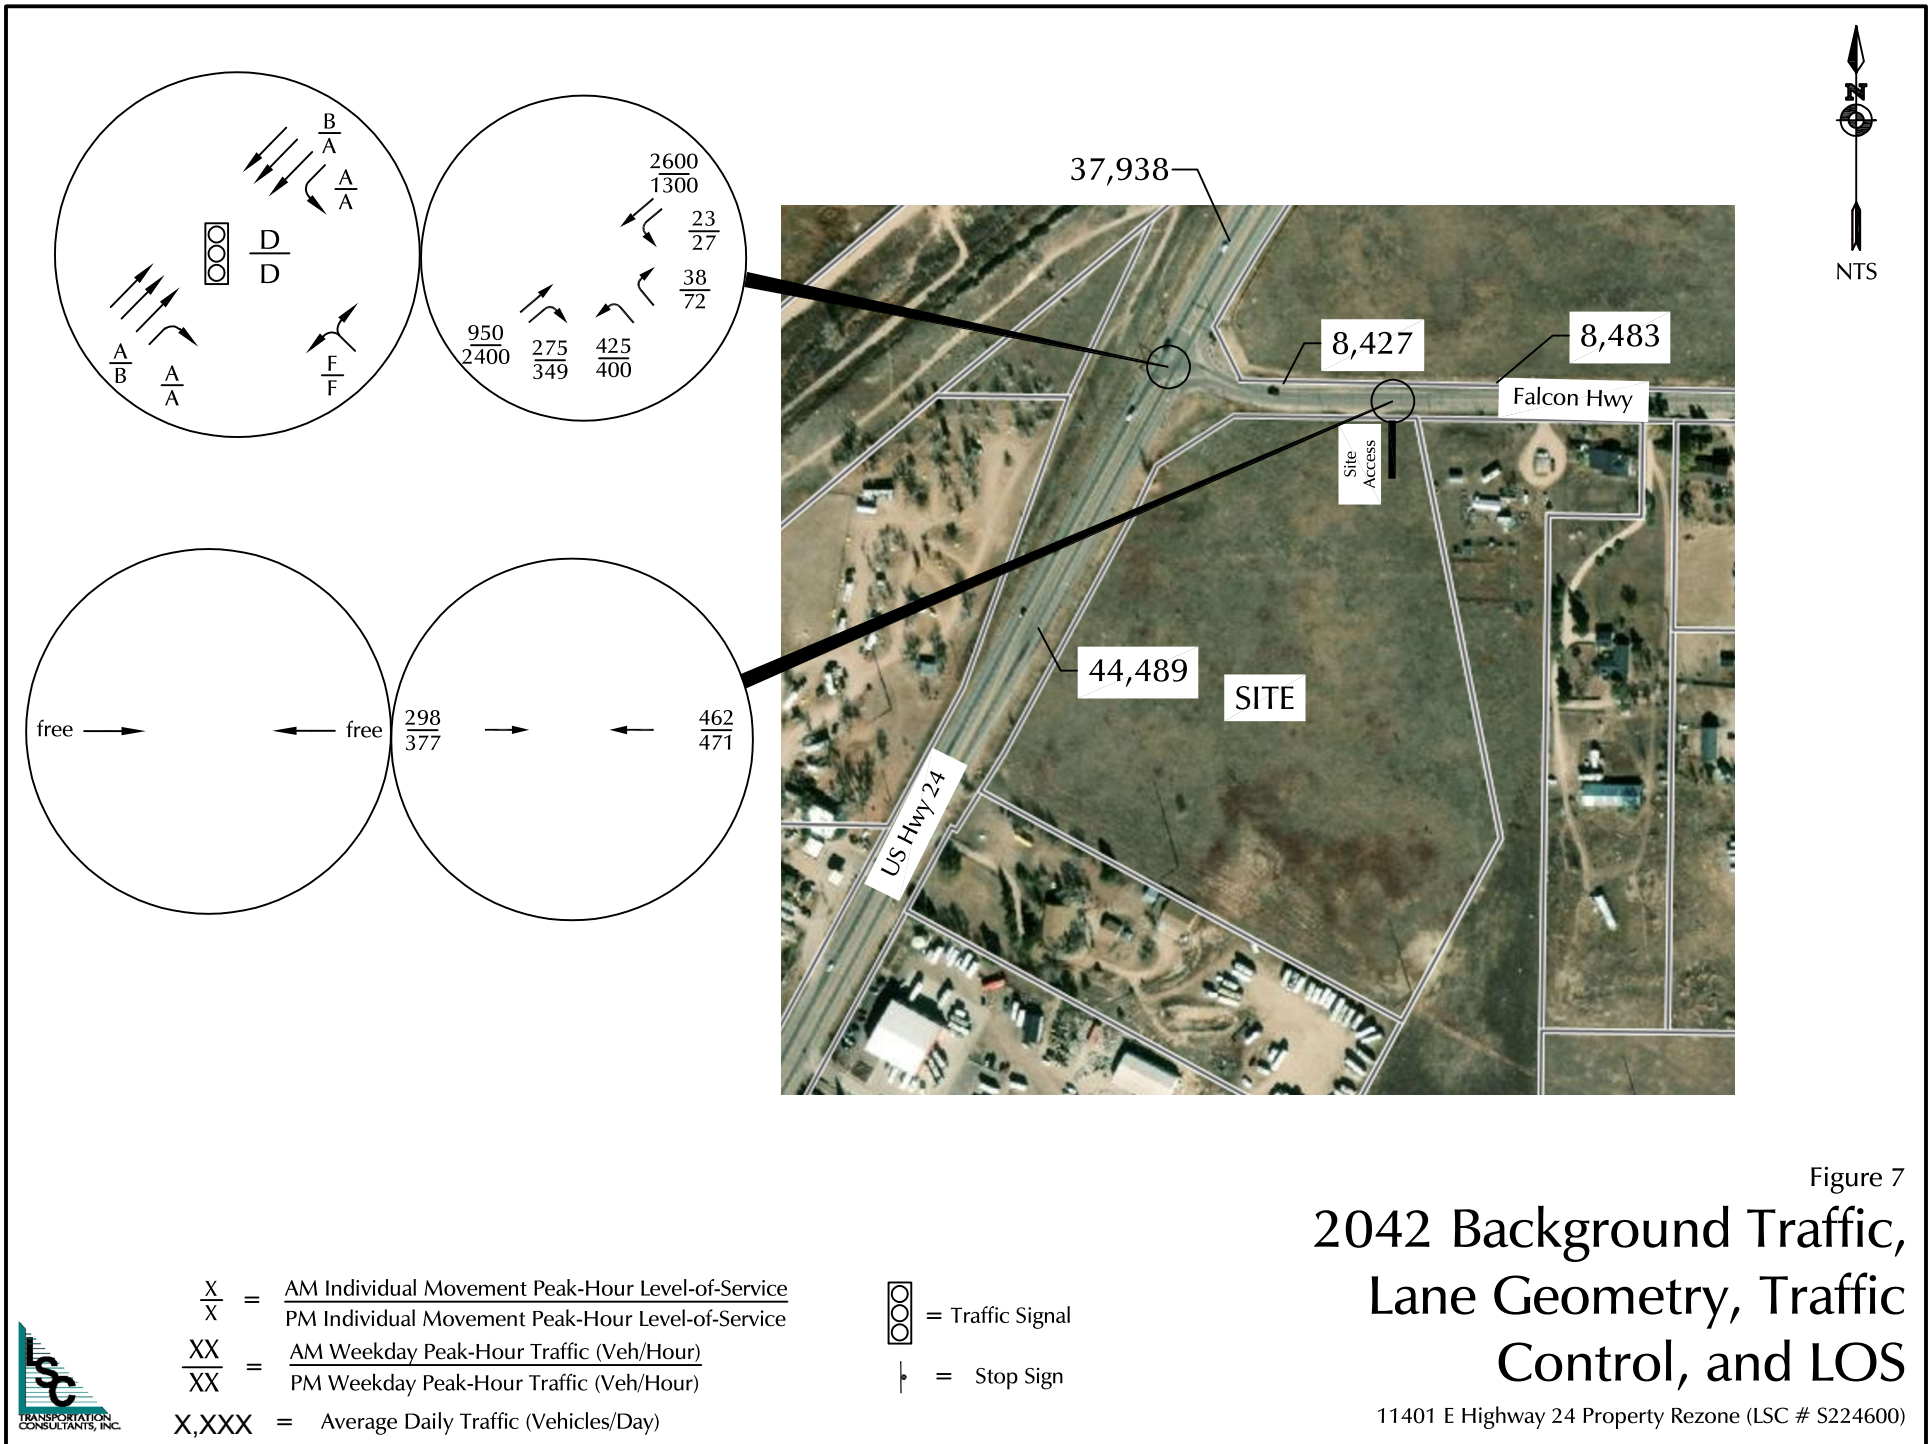 B
A
A
A
D
D
A
B
A
A
F
F
2600
1300
23
27
38
72
950
2400
275
349
425
400
37,938
N
NTS
8,427
8,483
Falcon Hwy
Site
Access
44,489
SITE
US Hwy 24
free
free
298
377
462
471
Figure 7
2042 Background Traffic,
Lane Geometry, Traffic
Control, and LOS
11401 E Highway 24 Property Rezone (LSC # S224600)
X
X
=
AM Individual Movement Peak-Hour Level-of-Service
PM Individual Movement Peak-Hour Level-of-Service
XX
XX
=
AM Weekday Peak-Hour Traffic (Veh/Hour)
PM Weekday Peak-Hour Traffic (Veh/Hour)
X,XXX = Average Daily Traffic (Vehicles/Day)
= Traffic Signal
= Stop Sign
LSC
TRANSPORTATION
CONSULTANTS, INC.